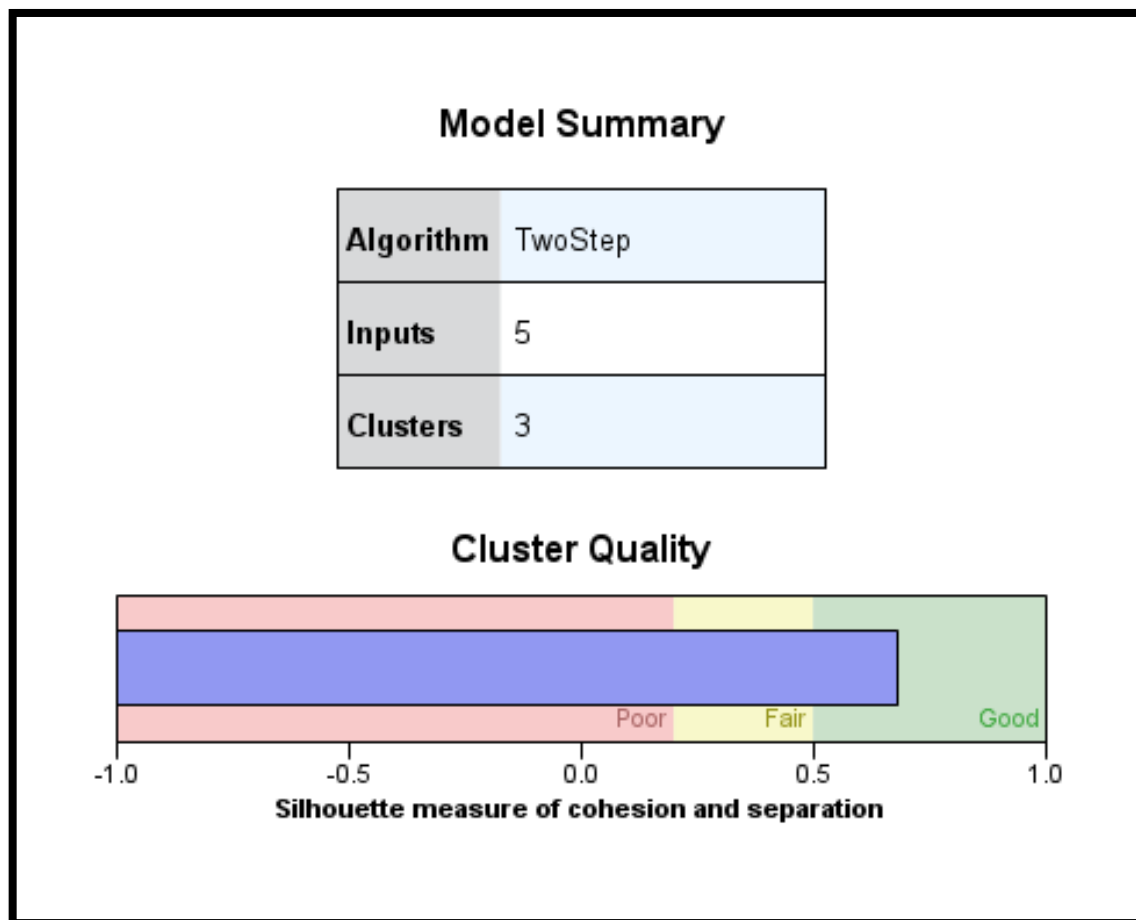 Model Summary
Algorithm TwoStep
Inputs 5
Clusters 3
Cluster Quality
Poor Fair Good
-1.0 -0.5 0.0 0.5 1.0
Silhouette measure of cohesion and separation